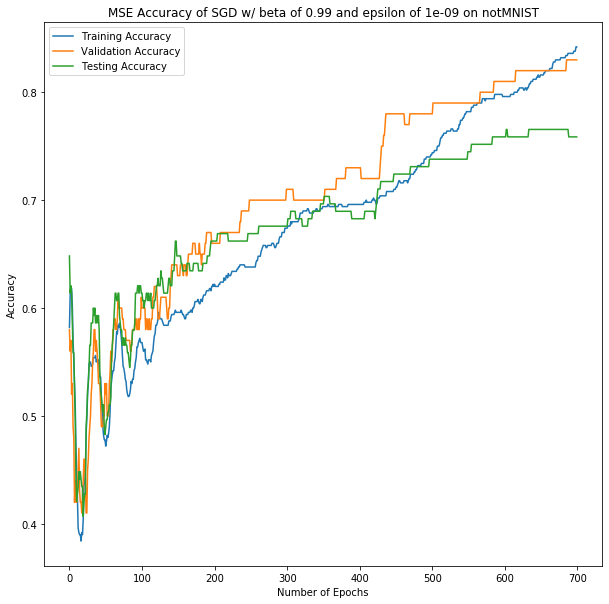 MSE Accuracy of SGD w/ beta of 0.99 and epsilon of 1e-09 on notMNIST
Training Accuracy
Validation Accuracy
Testing Accuracy
Accuracy
0.8
0.7
0.6
0.5
0.4
0 100 200 300 400 500 600 700
Number of Epochs